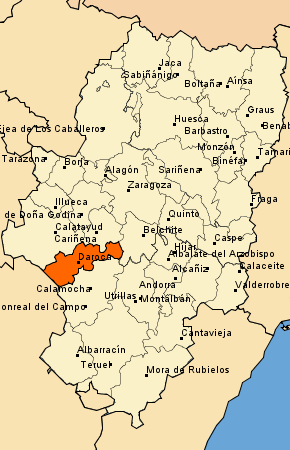 Jaca
Sabiñánigo
Boltaña
Aínsa
Graus
Huesca
Ejea de Los Caballeros
Barbastro
Benab
Monzón
Tarazona
Borja
Binéfar
Tamari
Alagón
Sariñena
Zaragoza
Illueca
Fraga
de Doña Godina
Quinto
Calatayud
Cariñena
Belchite
Caspe
Híjar
Albalate del Arzobispo
Daroca
Alcañiz
Calaceite
Calamocha
Andorra
Valderrobre
Utrillas
Montalbán
onreal del Campo
Cantavieja
Albarracín
Teruel
Mora de Rubielos